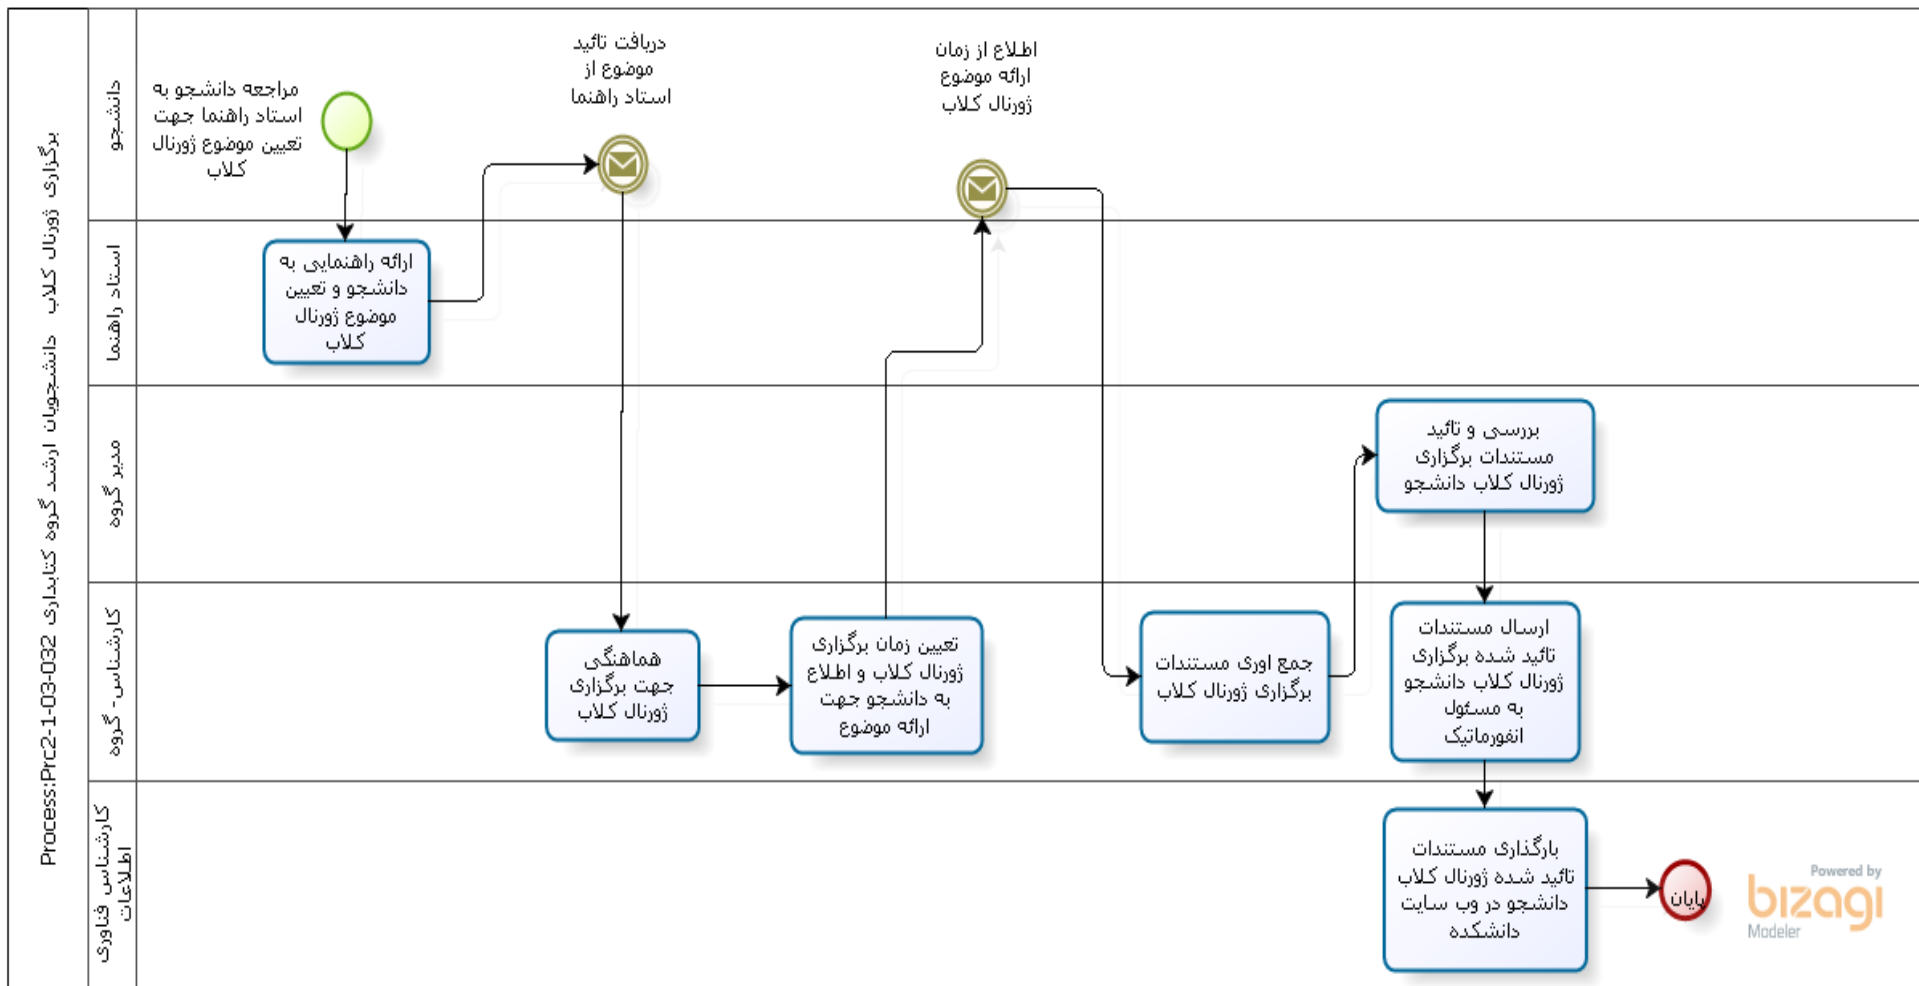 برگزاری ژورنال کلاب دانشجویان ارشد گروه کتابداری Process:Prc2-1-03-032
دانشجو
مراجعه دانشجو به
استاد راهنما جهت
تعیین موضوع ژورنال
کلاب
دریافت تائید
موضوع از
استاد راهنما
اطلاع از زمان
ارائه موضوع
ژورنال کلاب
استاد راهنما
ارائه راهنمایی به
دانشجو و تعیین
موضوع ژورنال
کلاب
مدیر گروه
بررسی و تائید
مستندات برگزاری
ژورنال کلاب دانشجو
کارشناس- گروه
هماهنگی
جهت برگزاری
ژورنال کلاب
تعیین زمان برگزاری
ژورنال کلاب و اطلاع
به دانشجو جهت
ارائه موضوع
جمع اوری مستندات
برگزاری ژورنال کلاب
ارسال مستندات
تائید شده برگزاری
ژورنال کلاب دانشجو
به مسئول
انفورماتیک
کارشناس فناوری
اطلاعات
بارگذاری مستندات
تائید شده ژورنال کلاب
دانشجو در وب سایت
دانشکده
پایان
Powered by
bizagi
Modeler